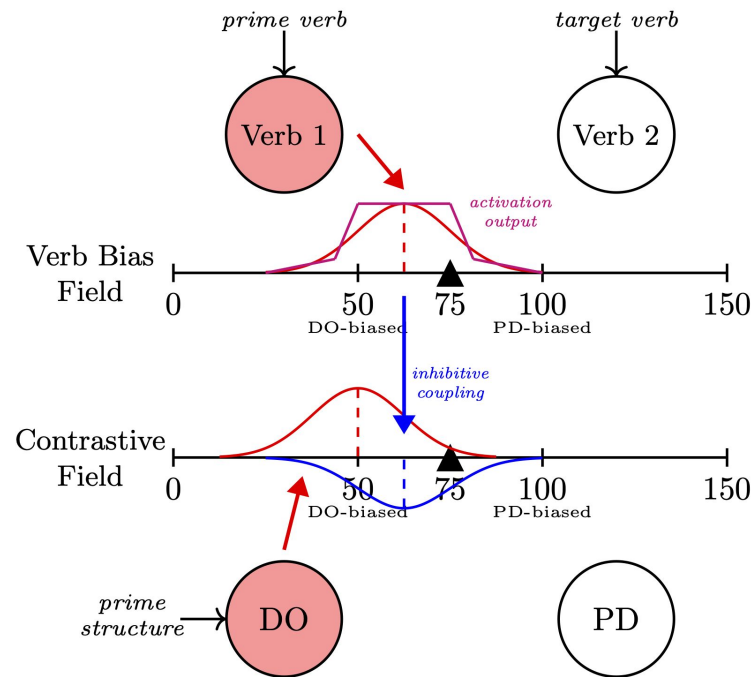 prime verb
target verb
Verb 1
Verb 2
activation
output
Verb Bias
Field
0
50
75
100
150
DO-biased
PD-biased
inhibitive
coupling
Contrastive
Field
0
50
75
100
150
DO-biased
PD-biased
prime
structure
DO
PD